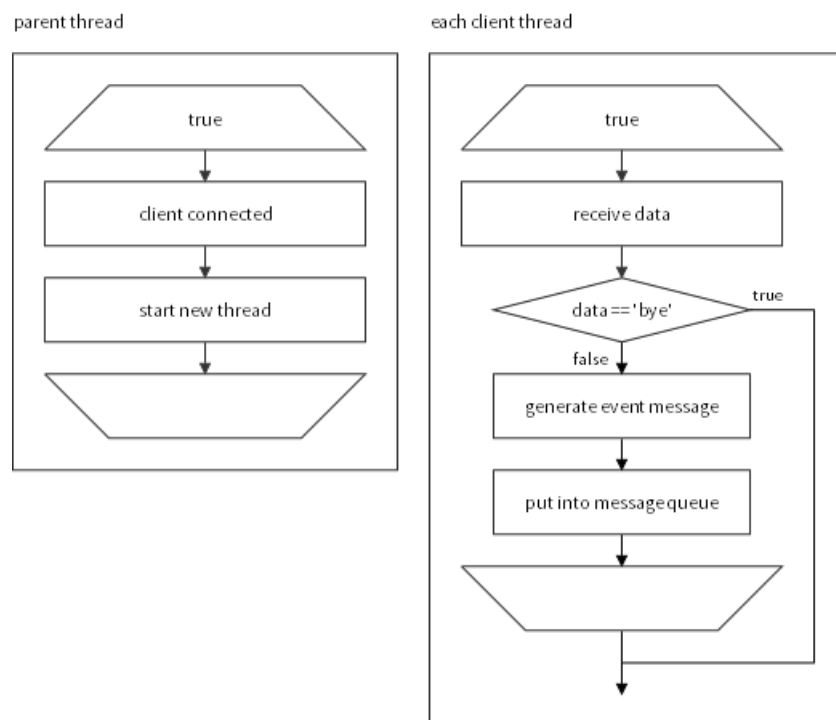 parent thread
true
client connected
start new thread
each client thread
true
receive data
data == 'bye'
true
false
generate event message
put into message queue